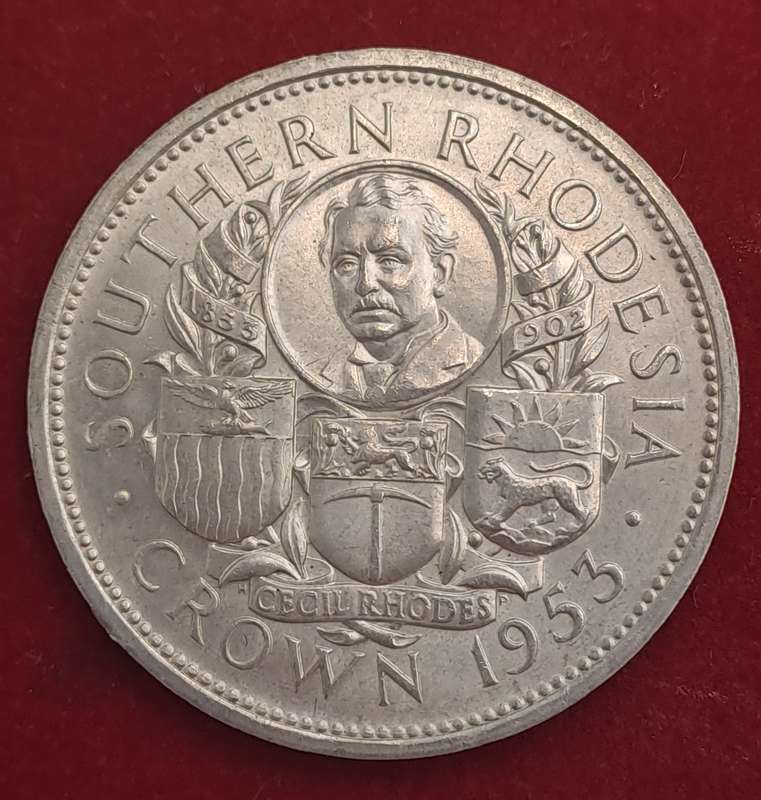 SOUTHERN RHODESIA
1853
1902
H CECIL RHODES P
· CROWN 1953 ·